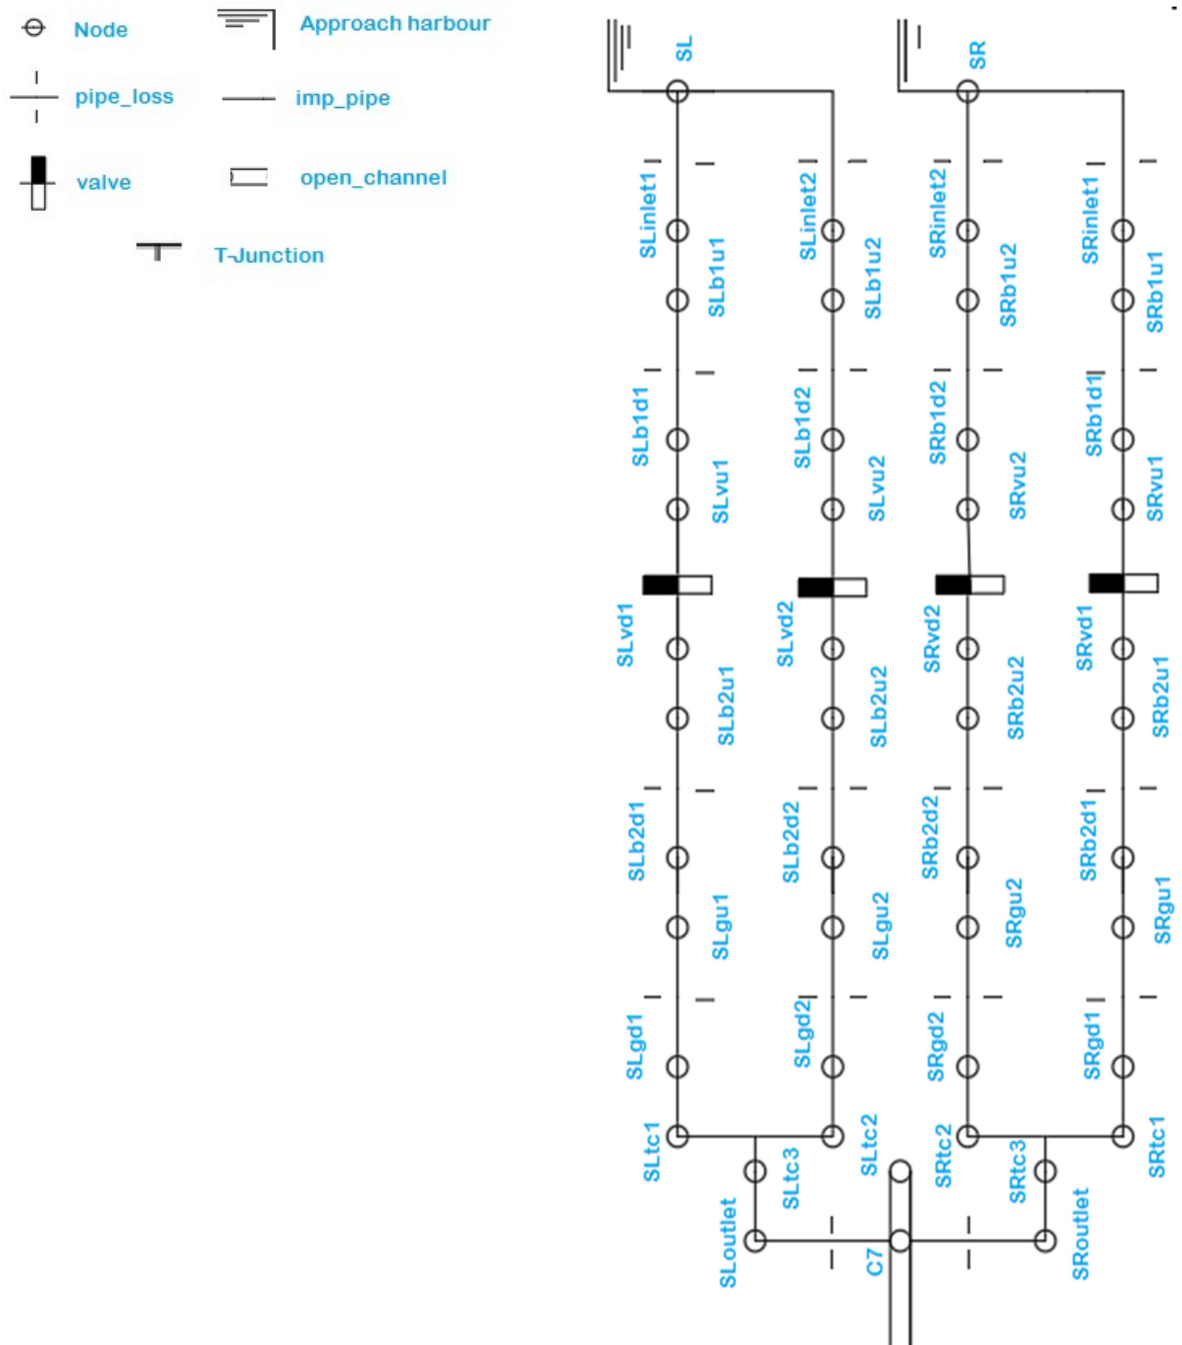 Node
Approach harbour
pipe_loss
imp_pipe
valve
open_channel
T-Junction
SL
SR
SLinlet1
SLinlet2
SRinlet2
SRinlet1
SLb1u1
SLb1u2
SRb1u2
SRb1u1
SLb1d1
SLb1d2
SRb1d2
SRb1d1
SLvu1
SLvu2
SRvu2
SRvu1
SLvd1
SLvd2
SRvd2
SRvd1
SLb2u1
SLb2u2
SRb2u2
SRb2u1
SLb2d1
SLb2d2
SRb2d2
SRb2d1
SLgu1
SLgu2
SRgu2
SRgu1
SLgd1
SLgd2
SRgd2
SRgd1
SLtc1
SLtc2
SRtc2
SRtc1
SLtc3
SRtc3
SLoutlet
C7
SRoutlet